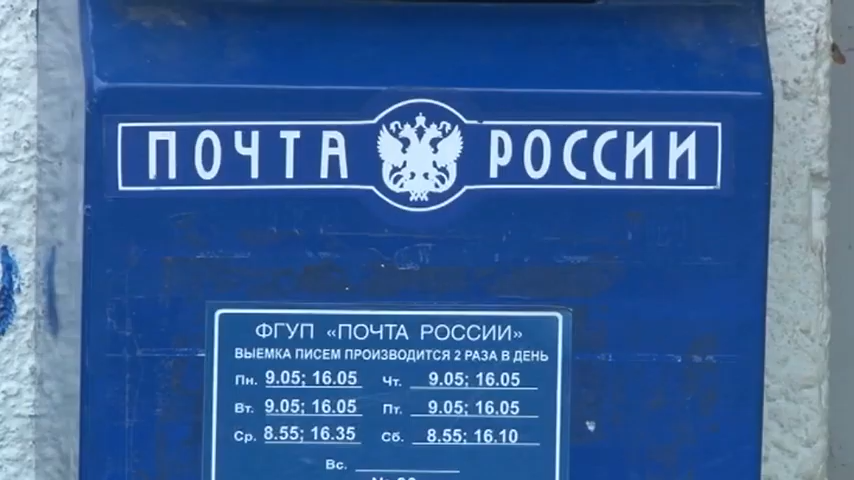 ПОЧТА РОССИИ
ФГУП «ПОЧТА РОССИИ»
ВЫЕМКА ПИСЕМ ПРОИЗВОДИТСЯ 2 РАЗА В ДЕНЬ
Пн. 9.05; 16.05 Чт. 9.05; 16.05
Вт. 9.05; 16.05 Пт. 9.05; 16.05
Ср. 8.55; 16.35 Сб. 8.55; 16.10
Вс.